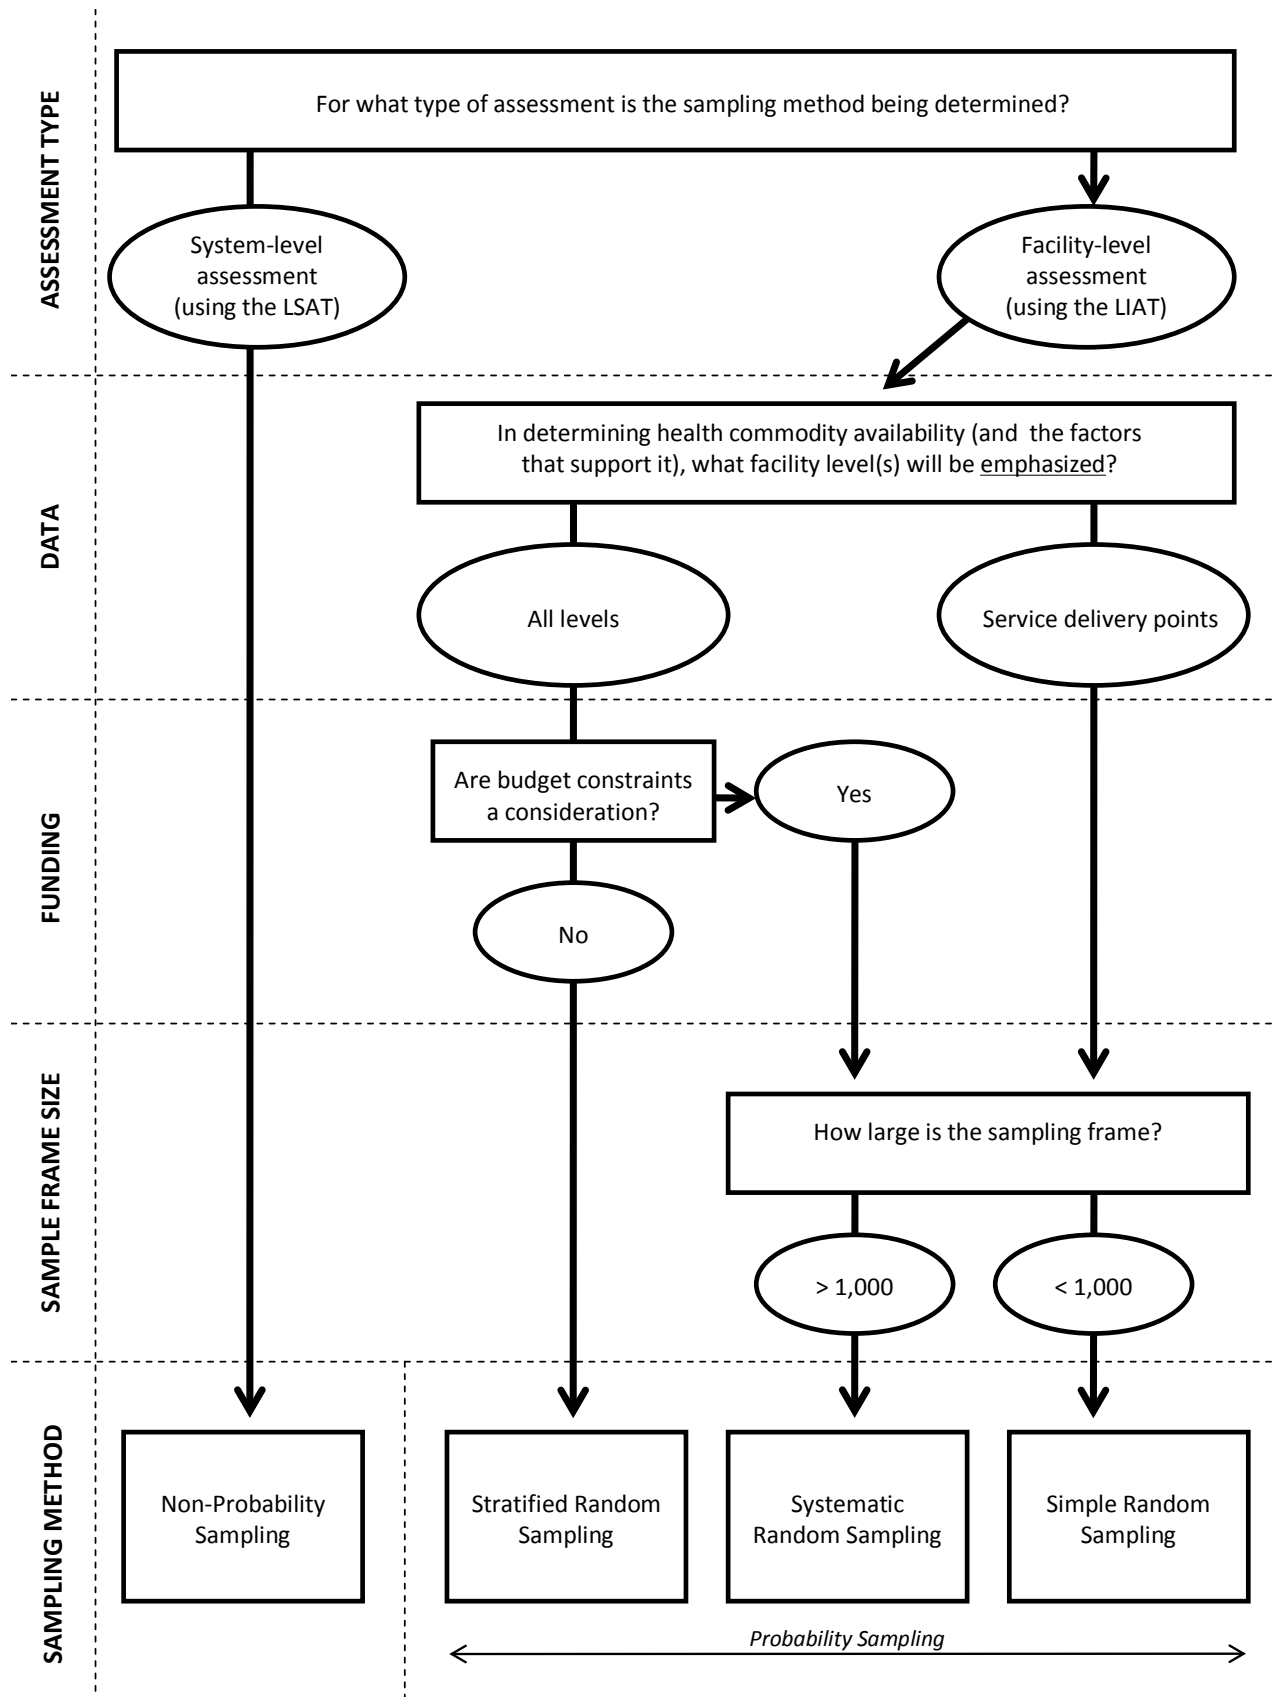 ASSESSMENT TYPE
For what type of assessment is the sampling method being determined?
System-level
assessment
(using the LSAT)
Facility-level
assessment
(using the LIAT)
DATA
In determining health commodity availability (and the factors
that support it), what facility level(s) will be emphasized?
All levels
Service delivery points
FUNDING
Are budget constraints
a consideration?
Yes
No
SAMPLE FRAME SIZE
How large is the sampling frame?
> 1,000
< 1,000
SAMPLING METHOD
Non-Probability
Sampling
Stratified Random
Sampling
Systematic
Random Sampling
Simple Random
Sampling
Probability Sampling